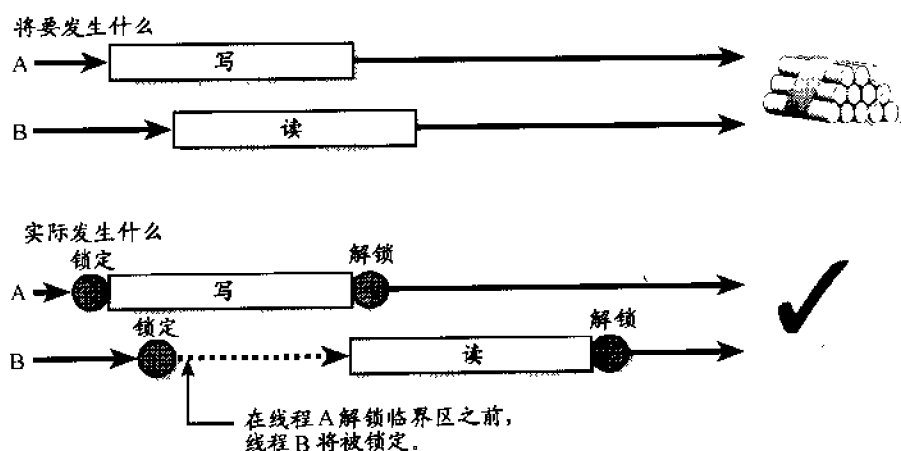 将要发生什么
A
写
B
读
实际发生什么
锁定
解锁
A
写
锁定
解锁
B
读
在线程A解锁临界区之前，
线程B将被锁定。